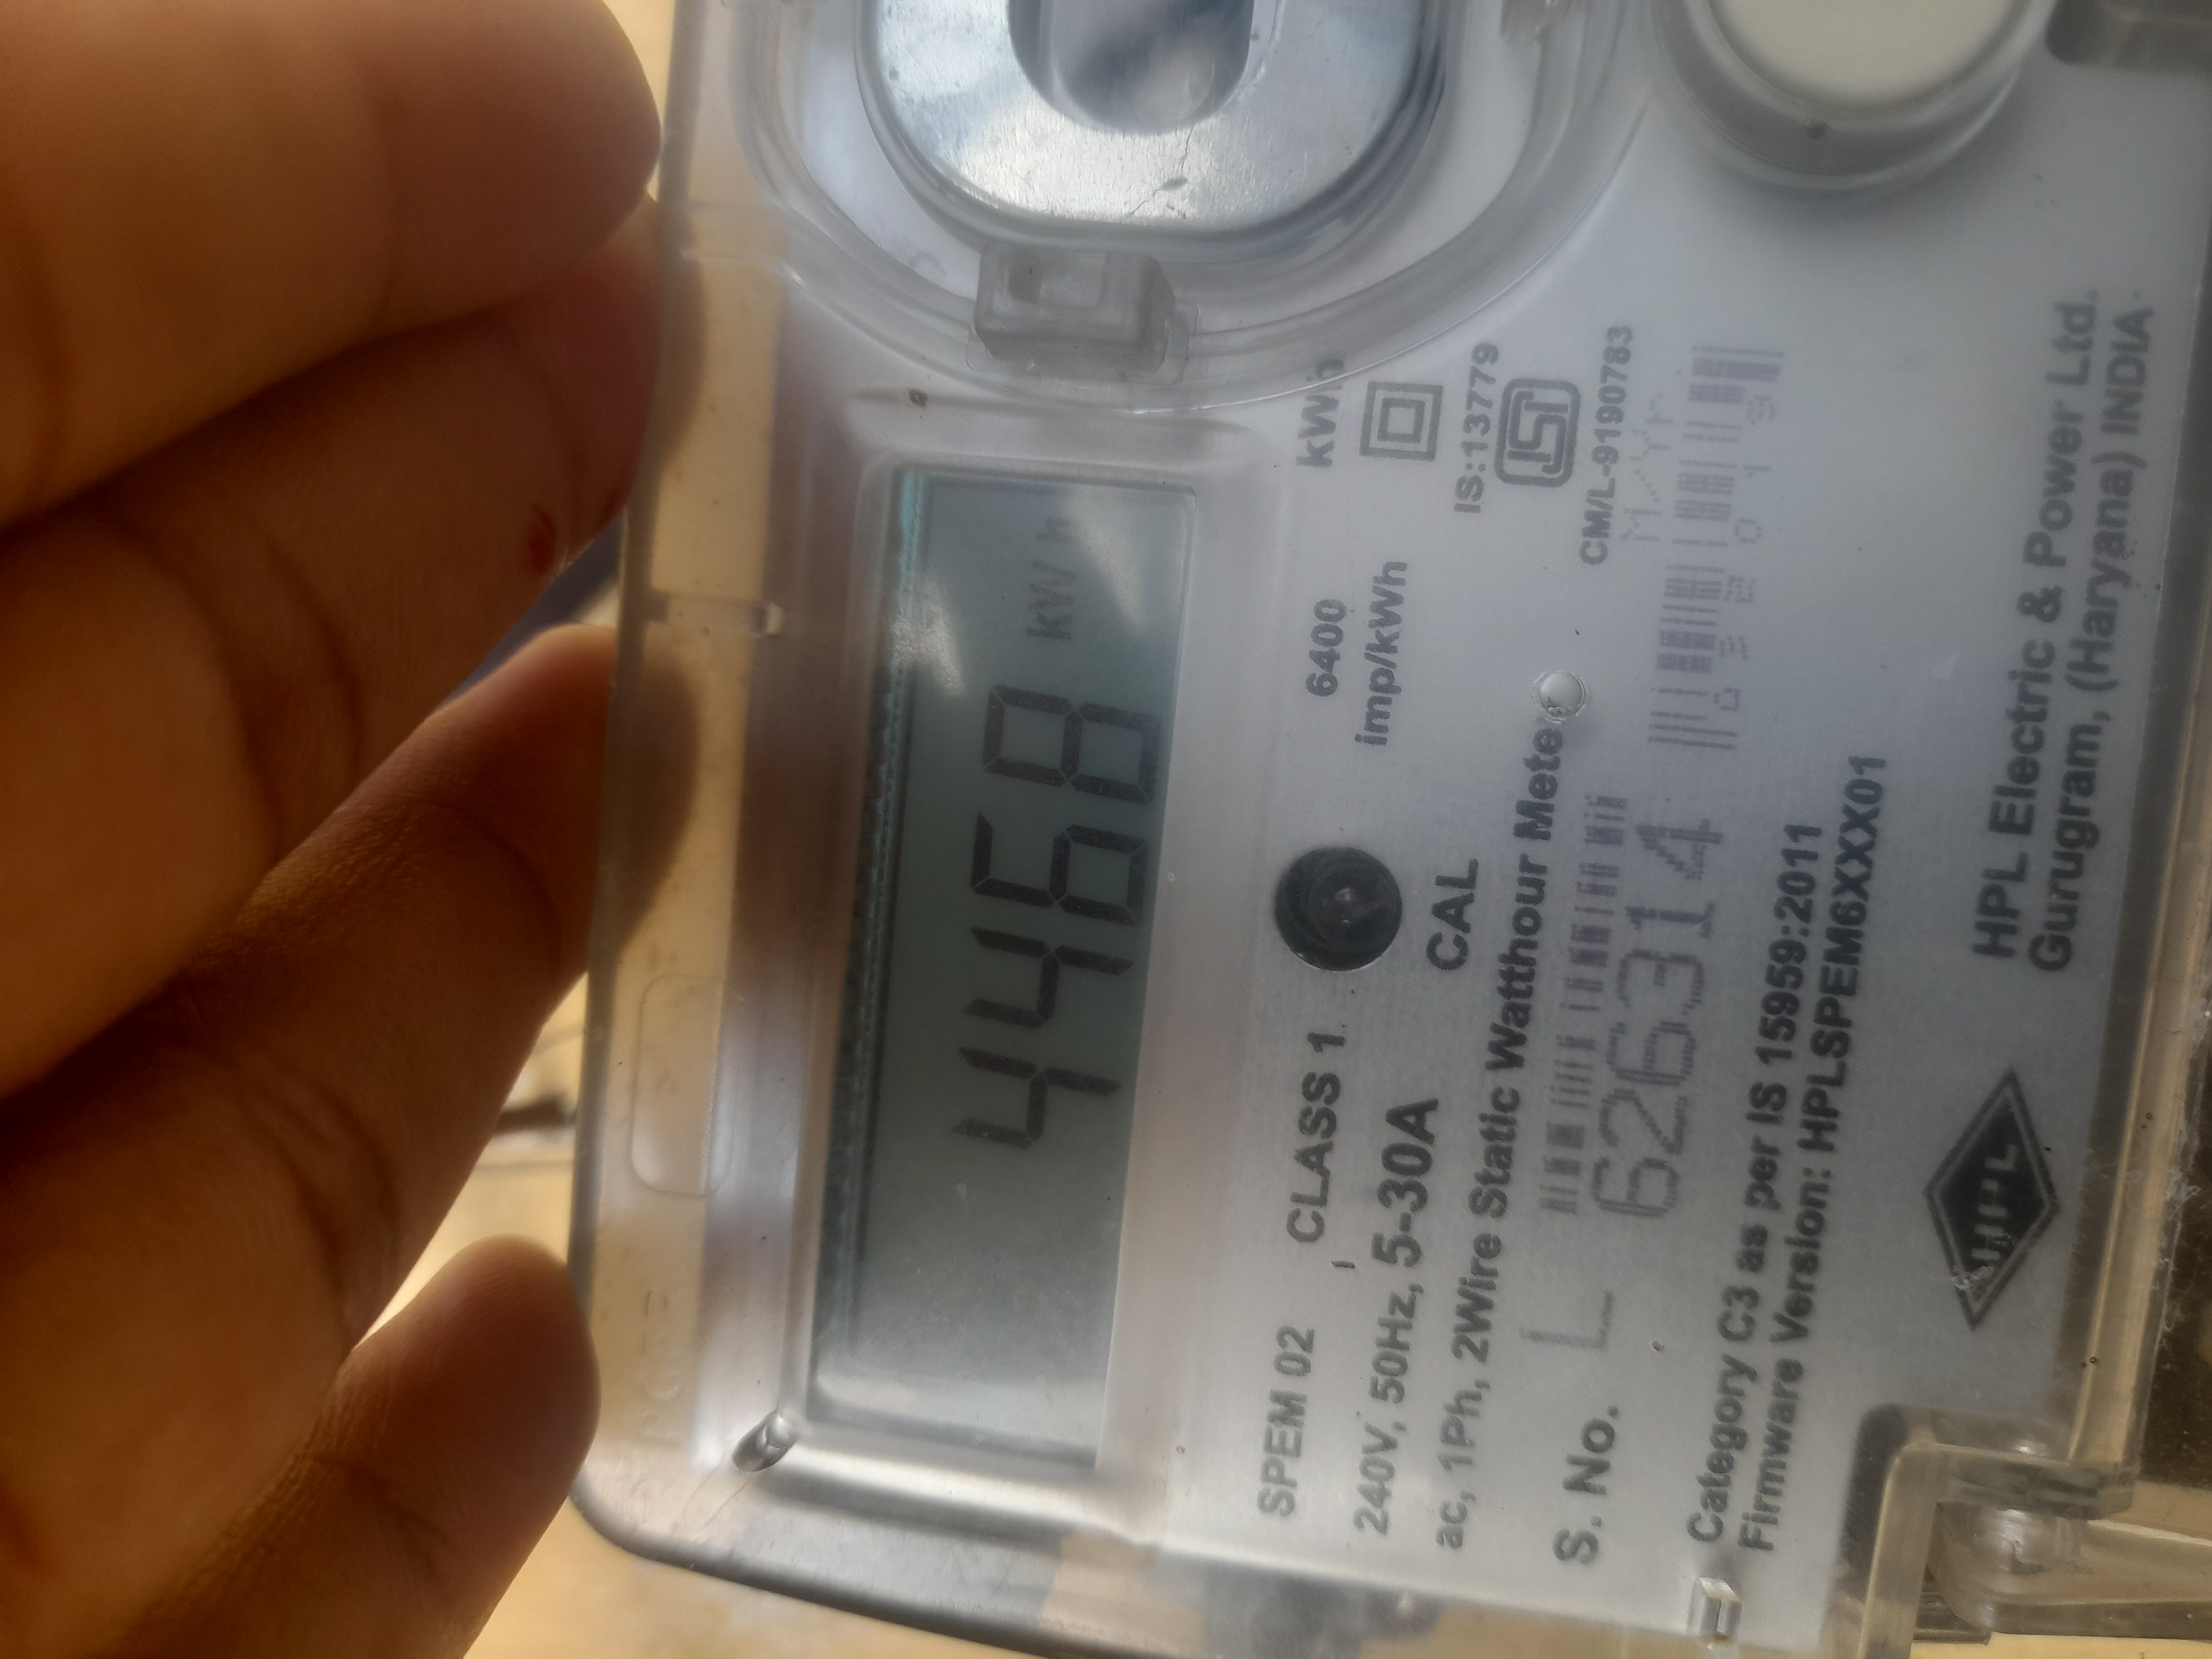 4468 kWh
kWh
6400
imp/kWh
IS:13779
CM/L-9190783
SPEM 02 CLASS 1
240V, 50Hz, 5-30A CAL
ac, 1Ph, 2Wire Static Watthour Meter
S. No. L 626314
Category C3 as per IS 15959:2011
Firmware Version: HPLSPEM6XXX01
HPL
HPL Electric & Power Ltd.
Gurugram, (Haryana) INDIA